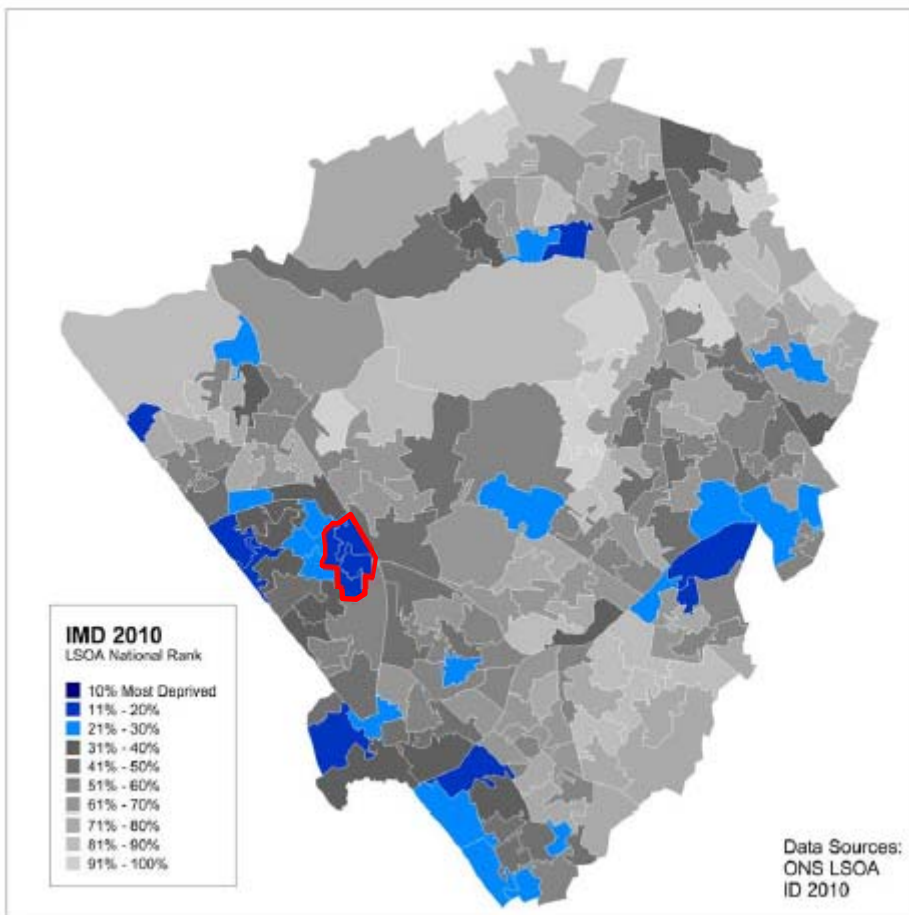 IMD 2010
LSOA National Rank
10% Most Deprived
11% - 20%
21% - 30%
31% - 40%
41% - 50%
51% - 60%
61% - 70%
71% - 80%
81% - 90%
91% - 100%
Data Sources:
ONS LSOA
ID 2010